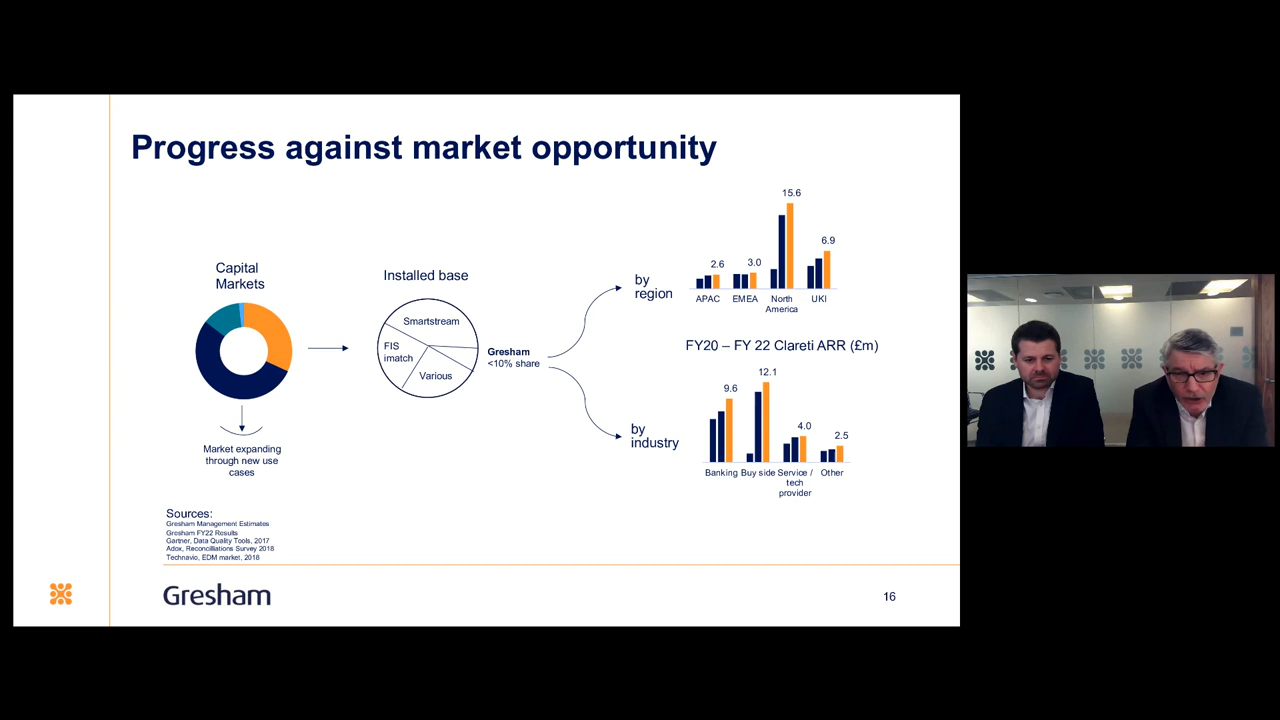 Progress against market opportunity
Capital
Markets
Market expanding
through new use
cases
Installed base
Smartstream
FIS
imatch
Various
Gresham
<10% share
by
region
2.6
3.0
15.6
6.9
APAC
EMEA
North
America
UKI
FY20 – FY 22 Clareti ARR (£m)
by
industry
9.6
12.1
4.0
2.5
Banking
Buy side
Service /
tech
provider
Other
Sources:
Gresham Management Estimates
Gresham FY22 Results
Gartner, Data Quality Tools, 2017
Adox, Reconcilliations Survey 2018
Technavio, EDM market, 2018
Gresham
16